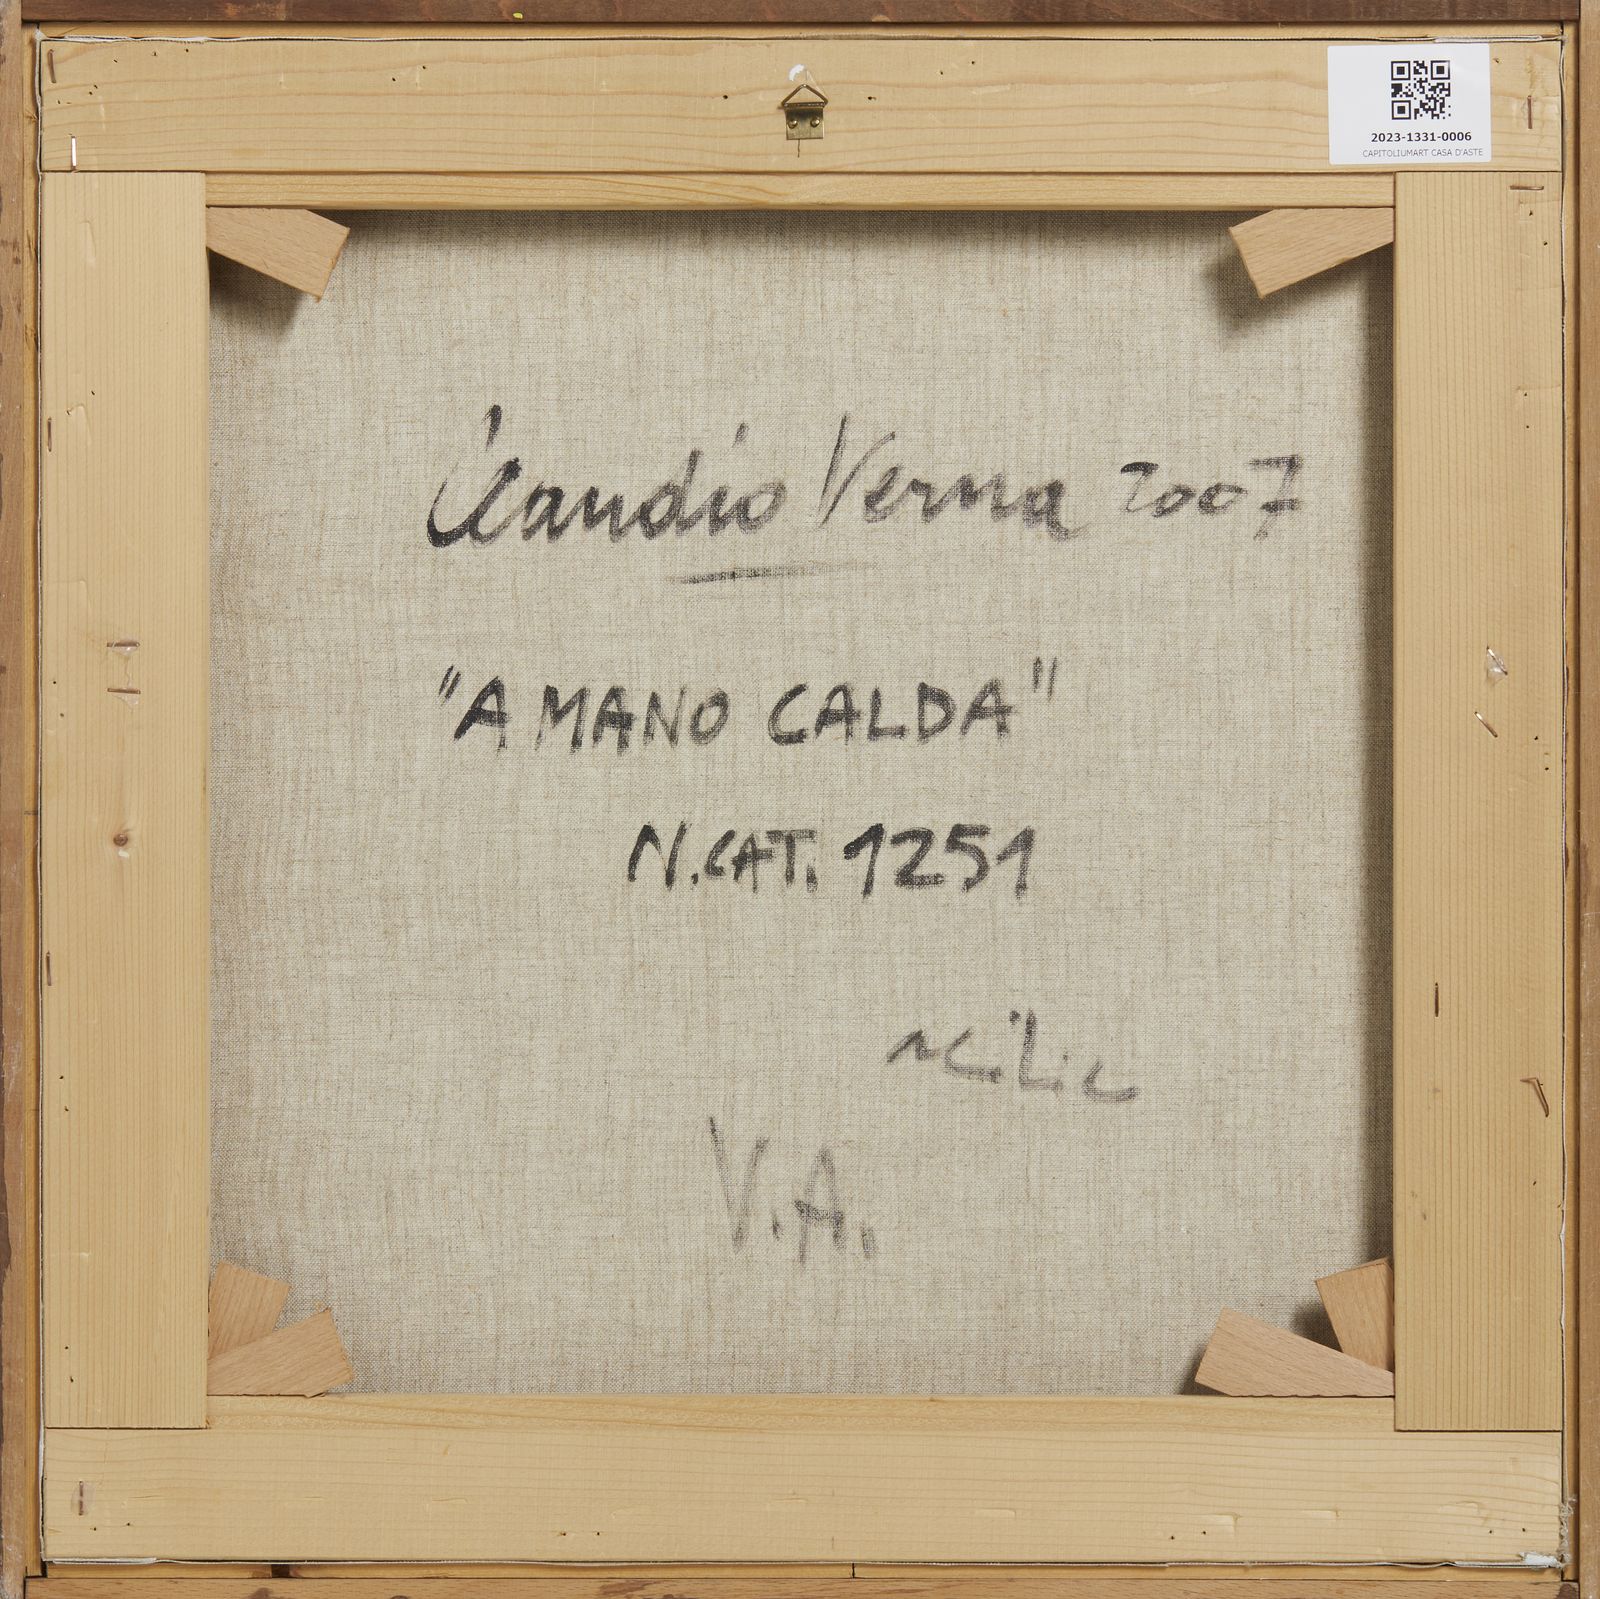 2023-1331-0006
CAPITOLIUMART CASA D'ASTE
Claudio Verna 2007
"A MANO CALDA"
N.CAT. 1251
V.A.